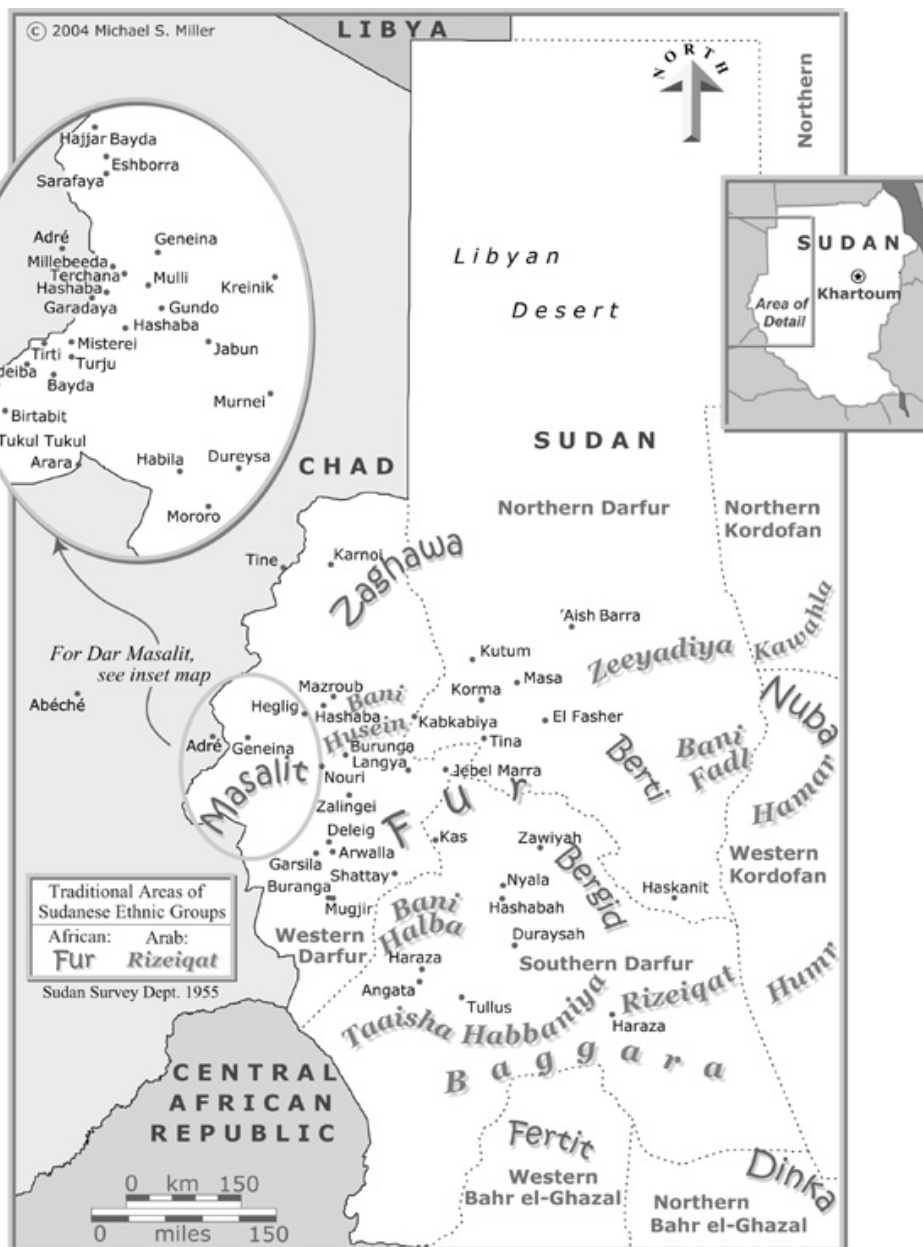 © 2004 Michael S. Miller
LIBYA
NORTH
Northern
Hajjar Bayda
Eshborra
Sarafaya
Adré
Geneina
Millebeeda
Terchana
Mulli
Hashaba
Kreinik
Garadaya
Gundo
Hashaba
Misterei
Jabun
Tirti
Turju
deiba
Bayda
Murnei
Birtabit
Tukul Tukul
Arara
Habila
Dureysa
Mororo
Libyan
Desert
SUDAN
Khartoum
Area of
Detail
CHAD
SUDAN
Northern Darfur
Northern
Kordofan
Tine
Karnoi
Zaghawa
'Aish Barra
Kawahla
For Dar Masalit,
see inset map
Kutum
Zeeyadiya
Masa
Abéché
Mazroub
Bani
Husein
Korma
Nuba
Heglig
Hashaba
Kabkabiya
El Fasher
Adré
Geneina
Burunga
Tina
Bani
Fadl
Langya
Jebel Marra
Berti
Masalit
Nouri
Hamar
Zalingei
Fur
Deleig
Kas
Zawiyah
Garsila
Arwalla
Western
Kordofan
Shattay
Bergid
Buranga
Nyala
Haskanit
Mugjir
Hashabah
Bani
Halba
Traditional Areas of
Sudanese Ethnic Groups
African:
Arab:
Fur
Rizeiqat
Sudan Survey Dept. 1955
Western
Darfur
Duraysah
Haraza
Southern Darfur
Humr
Angata
Tullus
Rizeiqat
Taaisha
Habbaniya
Haraza
Baggara
CENTRAL
AFRICAN
REPUBLIC
Fertit
Western
Bahr el-Ghazal
Dinka
Northern
Bahr el-Ghazal
0 km 150
0 miles 150